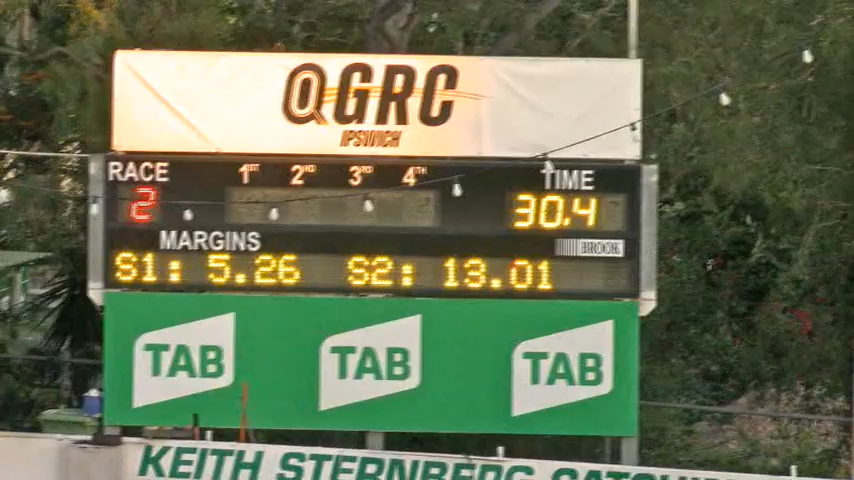 QGRC
IPSWICH
RACE 1ST 2ND 3RD 4TH TIME
2 30.4
MARGINS BROOK
S1: 5.26 S2: 13.01
TAB TAB TAB
KEITH STERNBERG CATCHING